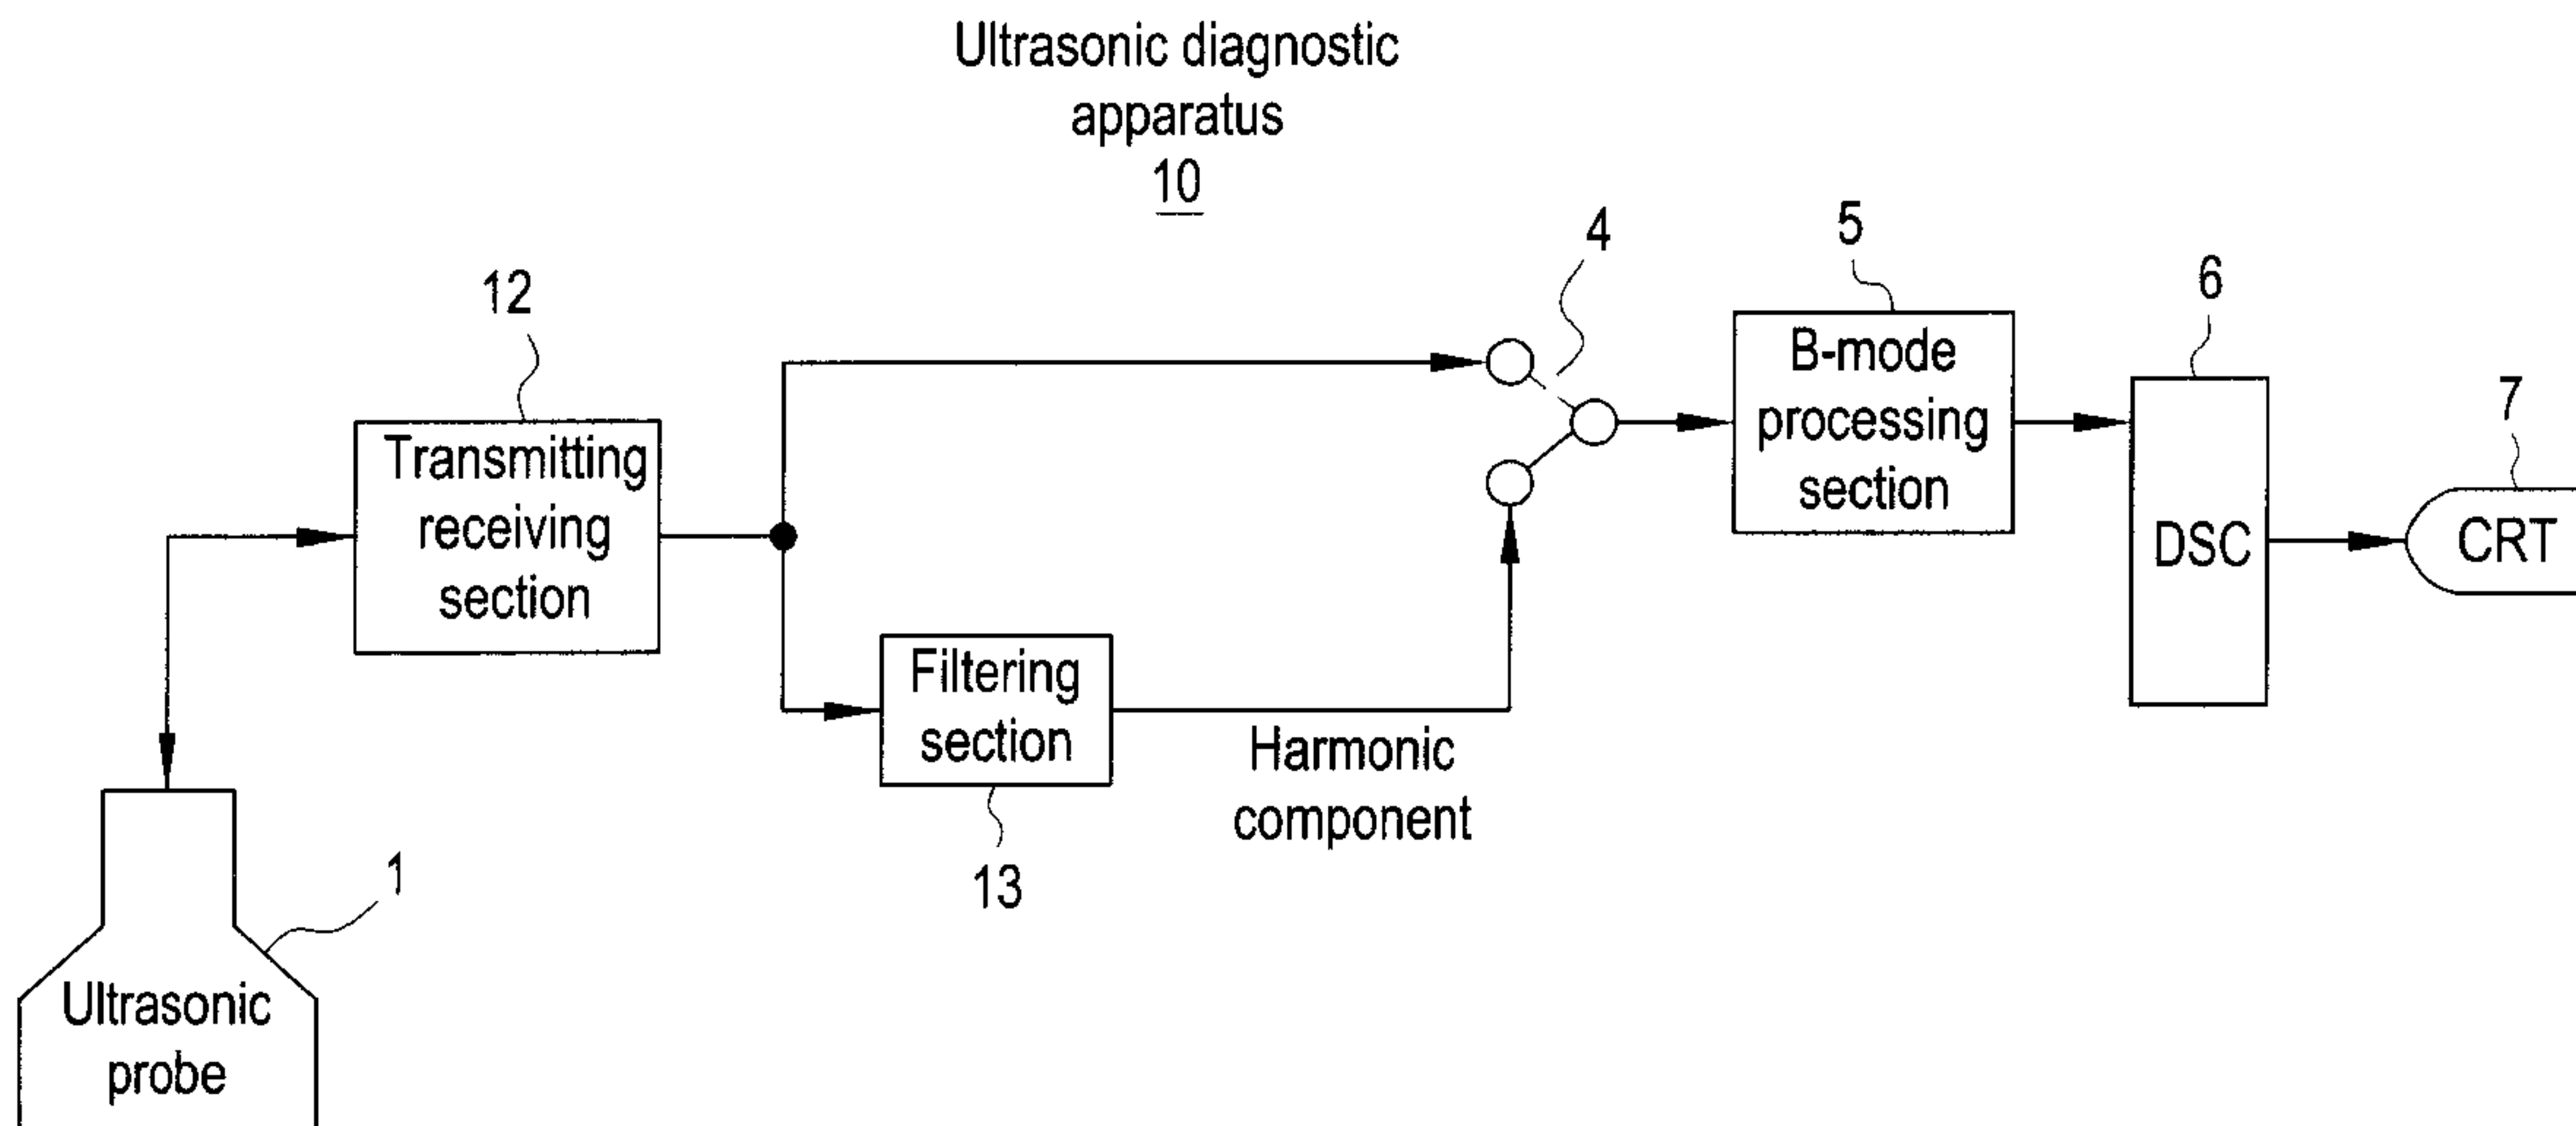 Ultrasonic diagnostic
apparatus
10
12
Transmitting
receiving
section
4
5
B-mode
processing
section
6
DSC
7
CRT
Filtering
section
13
Harmonic
component
1
Ultrasonic
probe